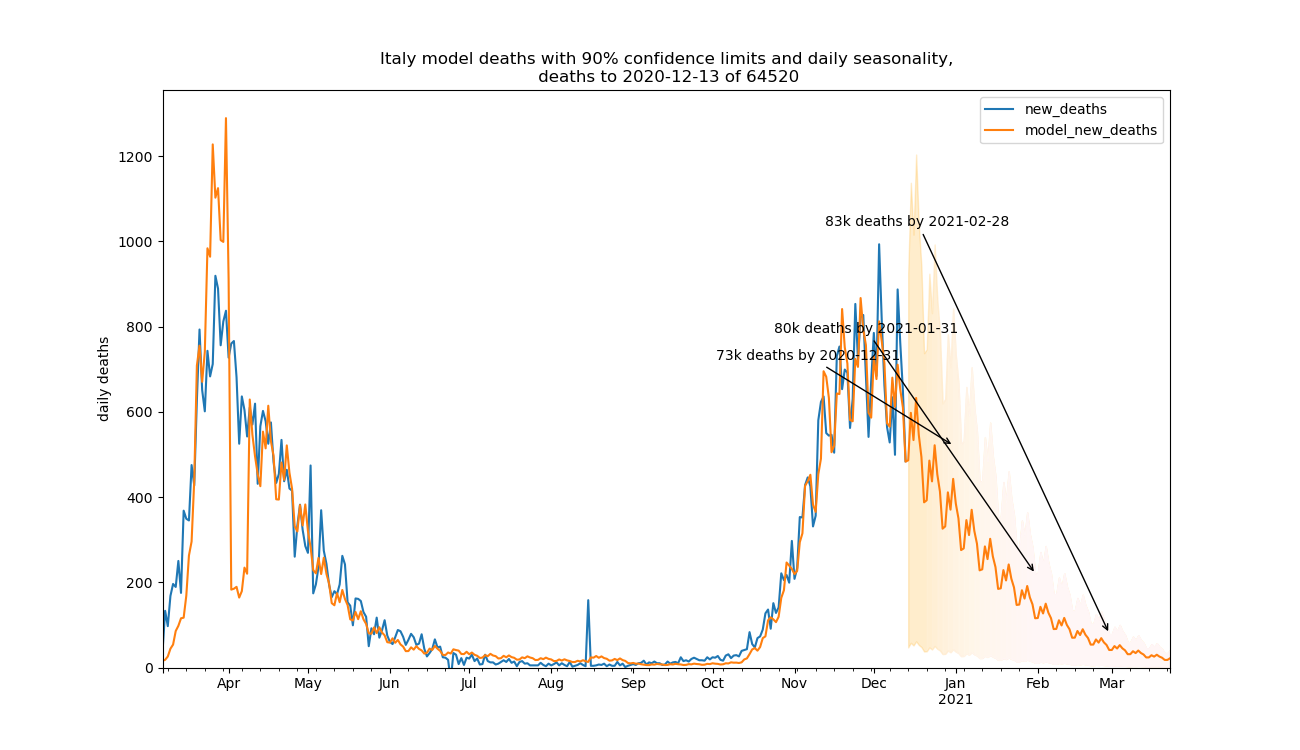 Italy model deaths with 90% confidence limits and daily seasonality,
deaths to 2020-12-13 of 64520
new_deaths
model_new_deaths
1200
1000
800
600
400
200
0
daily deaths
83k deaths by 2021-02-28
80k deaths by 2021-01-31
73k deaths by 2020-12-31
Apr May Jun Jul Aug Sep Oct Nov Dec Jan Feb Mar
2021